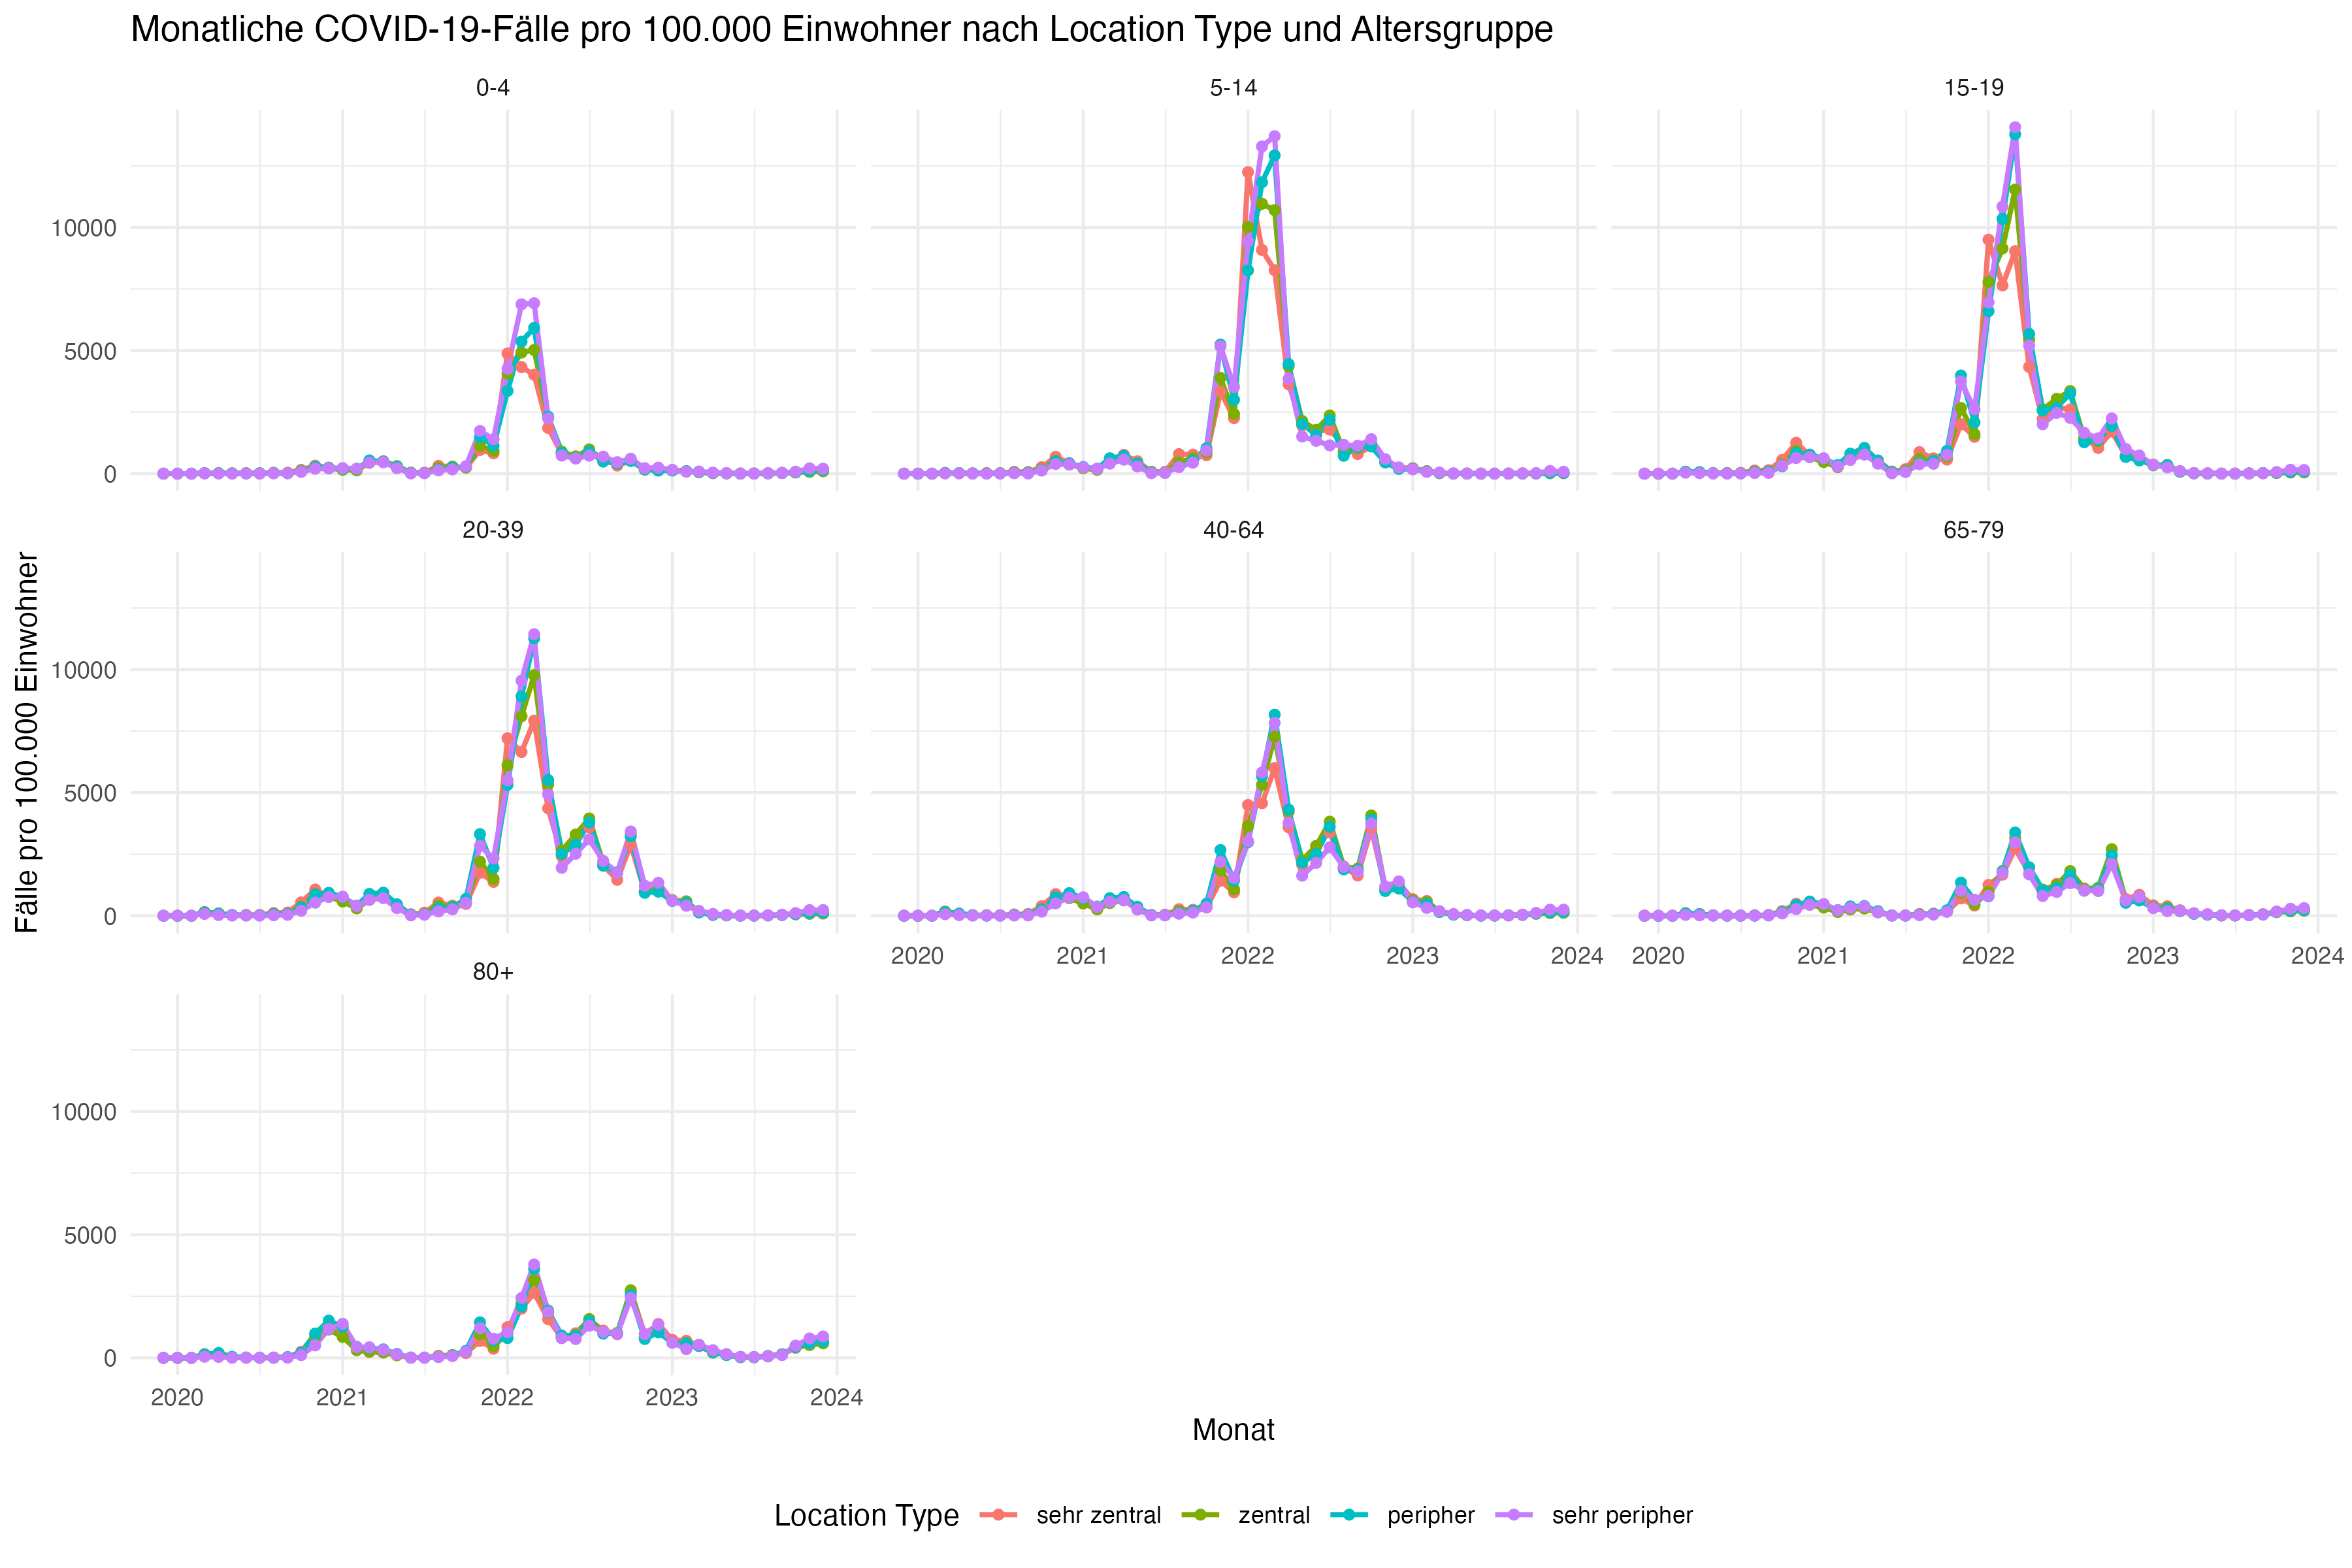 Monatliche COVID-19-Fälle pro 100.000 Einwohner nach Location Type und Altersgruppe
0-4 5-14 15-19
10000
5000
0
20-39 40-64 65-79
Fälle pro 100.000 Einwohner
10000
5000
0
2020 2021 2022 2023 2024 2020 2021 2022 2023 2024
80+
10000
5000
0
2020 2021 2022 2023 2024
Monat
Location Type sehr zentral zentral peripher sehr peripher